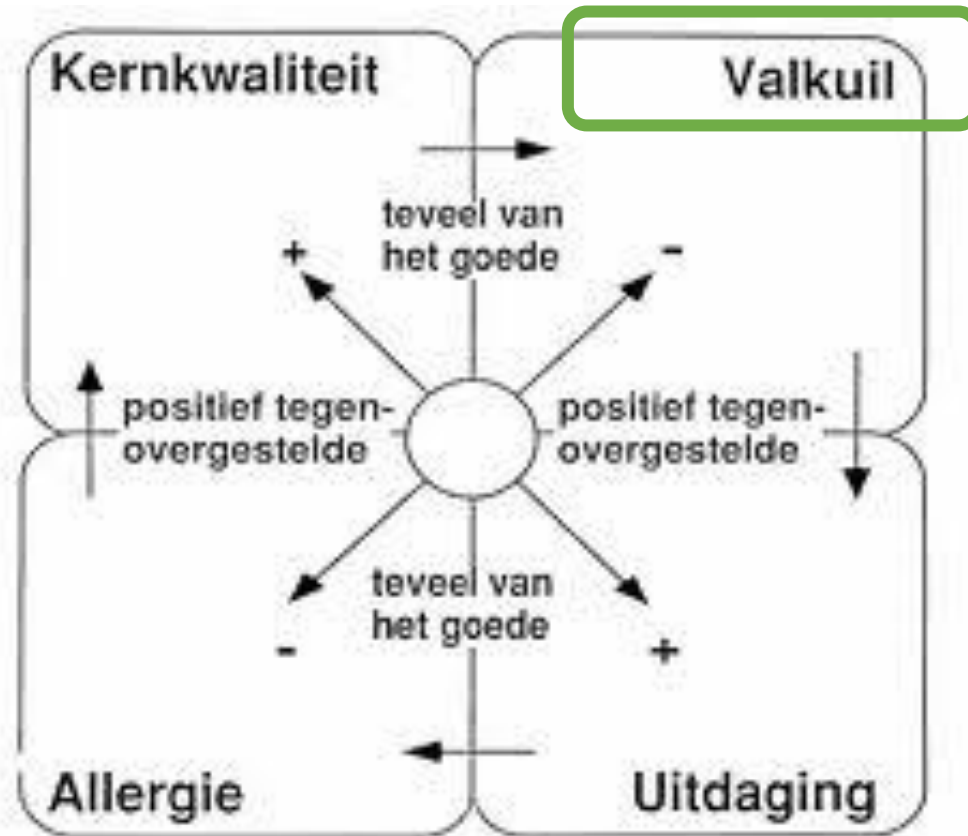 Kernkwaliteit
Valkuil
teveel van
het goede
+
-
positief tegen-
overgestelde
positief tegen-
overgestelde
teveel van
het goede
-
+
Allergie
Uitdaging